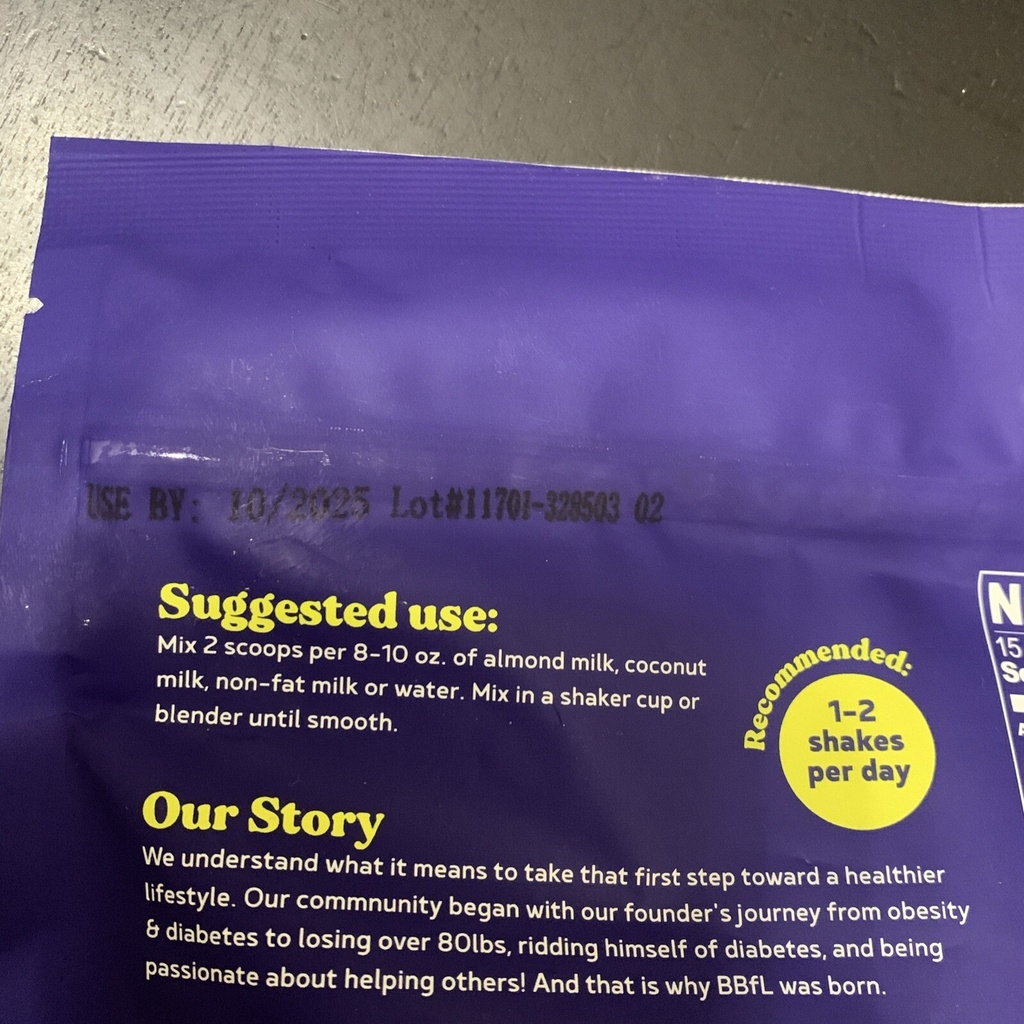 USE BY: 10/2025 Lot#11701-328503 02
Suggested use:
Mix 2 scoops per 8-10 oz. of almond milk, coconut
milk, non-fat milk or water. Mix in a shaker cup or
blender until smooth.
Recommended:
1-2
shakes
per day
Our Story
We understand what it means to take that first step toward a healthier
lifestyle. Our commnunity began with our founder's journey from obesity
& diabetes to losing over 80lbs, ridding himself of diabetes, and being
passionate about helping others! And that is why BBfL was born.
15